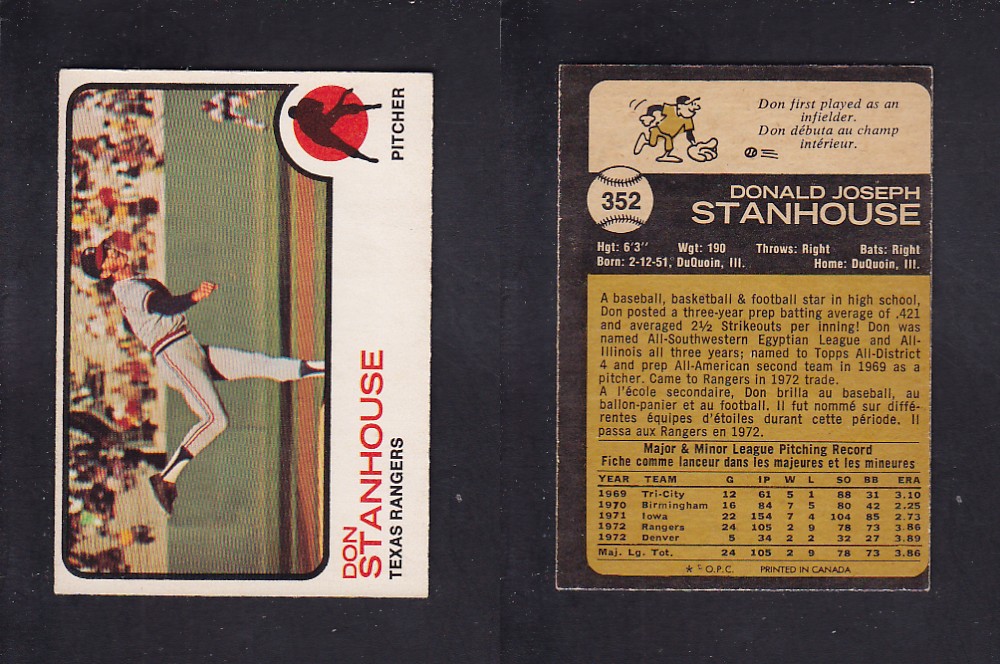 PITCHER
DON
STANHOUSE
TEXAS RANGERS
Don first played as an
infielder.
Don débuta au champ
intérieur.
352
DONALD JOSEPH
STANHOUSE
Hgt: 6'3" Wgt: 190 Throws: Right Bats: Right
Born: 2-12-51, DuQuoin, Ill. Home: DuQuoin, Ill.
A baseball, basketball & football star in high school,
Don posted a three-year prep batting average of .421
and averaged 2½ Strikeouts per inning! Don was
named All-Southwestern Egyptian League and All-
Illinois all three years; named to Topps All-District
4 and prep All-American second team in 1969 as a
pitcher. Came to Rangers in 1972 trade.
A l'école secondaire, Don brilla au baseball, au
ballon-panier et au football. Il fut nommé sur diffé-
rentes équipes d'étoiles durant cette période. Il
passa aux Rangers en 1972.
Major & Minor League Pitching Record
Fiche comme lanceur dans les majeures et les mineures
YEAR TEAM G IP W L SO BB ERA
1969 Tri-City 12 61 5 1 88 31 3.10
1970 Birmingham 16 84 7 5 80 42 2.25
1971 Iowa 22 154 7 4 104 85 2.73
1972 Rangers 24 105 2 9 78 73 3.86
1972 Denver 5 34 2 2 32 27 3.89
Maj. Lg. Tot. 24 105 2 9 78 73 3.86
* © O.P.C. PRINTED IN CANADA